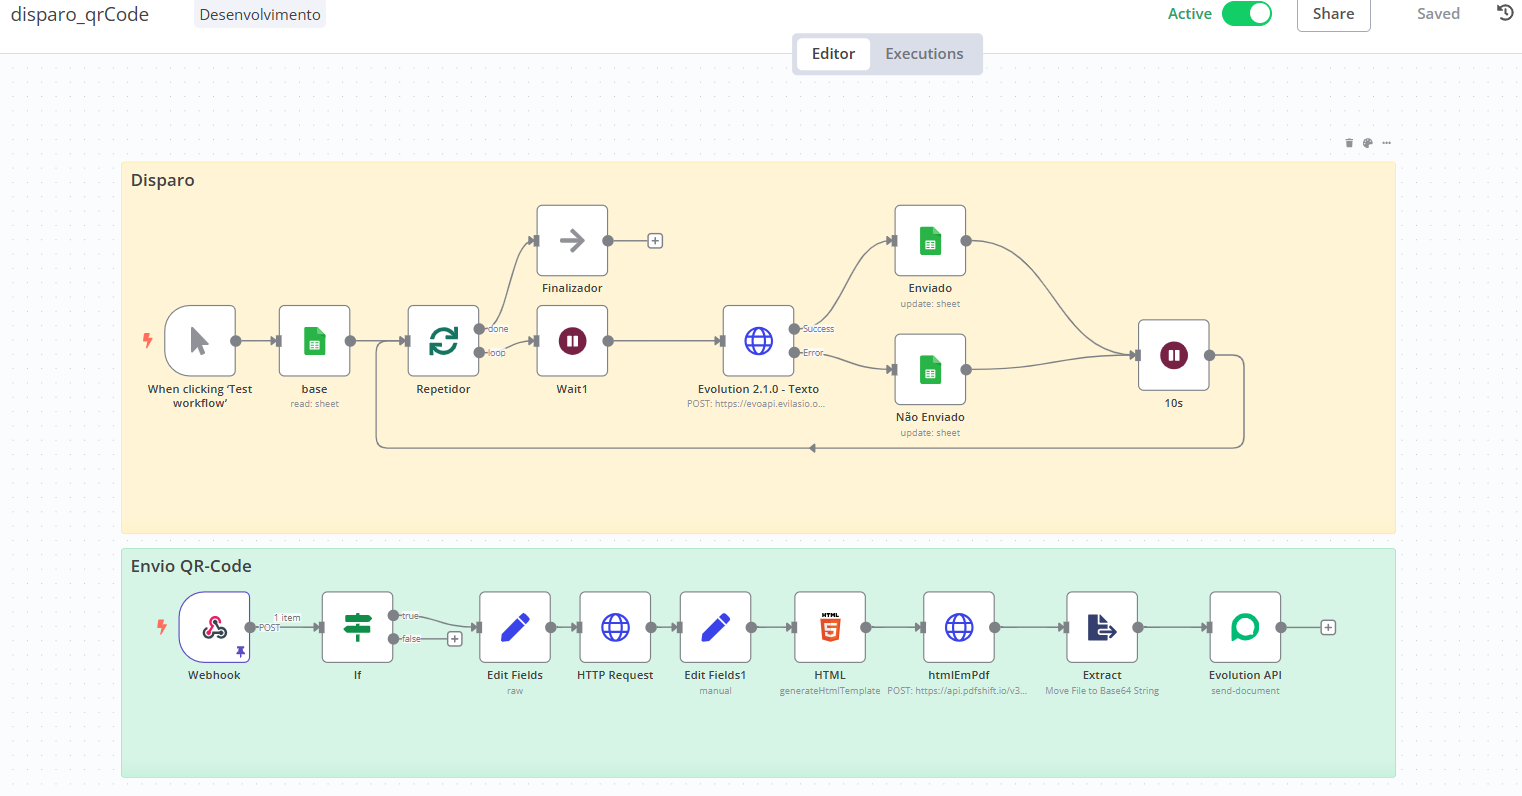 disparo_qrCode
Desenvolvimento
Active
Share
Saved
Editor
Executions
Disparo
When clicking ‘Test
workflow’
base
read: sheet
Repetidor
done
loop
Finalizador
Wait1
Evolution 2.1.0 - Texto
POST: https://evoapi.evilasio.o...
Success
Error
Enviado
update: sheet
Não Enviado
update: sheet
10s
Envio QR-Code
Webhook
1 item
POST
If
true
false
Edit Fields
raw
HTTP Request
Edit Fields1
manual
HTML
HTML
generateHtmlTemplate
htmlEmPdf
POST: https://api.pdfshift.io/v3...
Extract
Move File to Base64 String
Evolution API
send-document